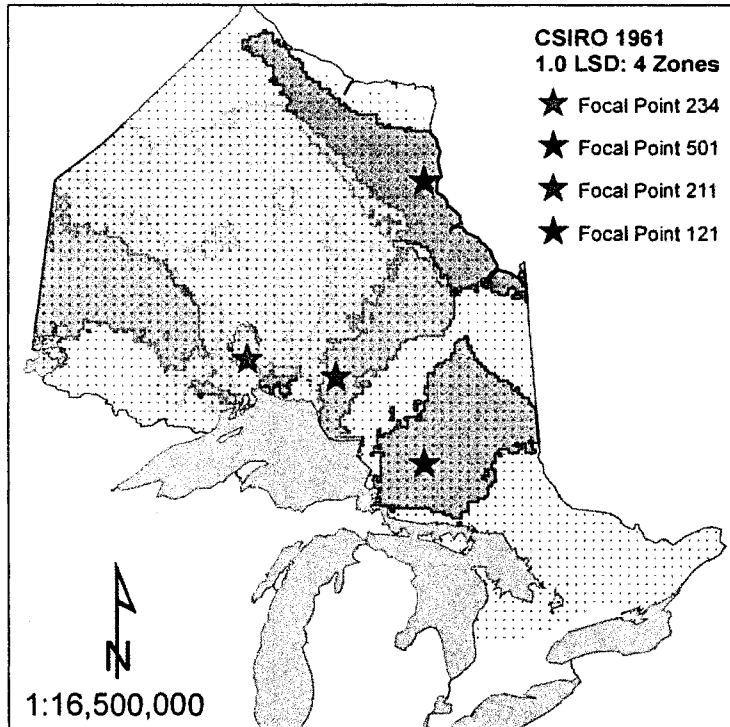 CSIRO 1961
1.0 LSD: 4 Zones
Focal Point 234
Focal Point 501
Focal Point 211
Focal Point 121
N
1:16,500,000